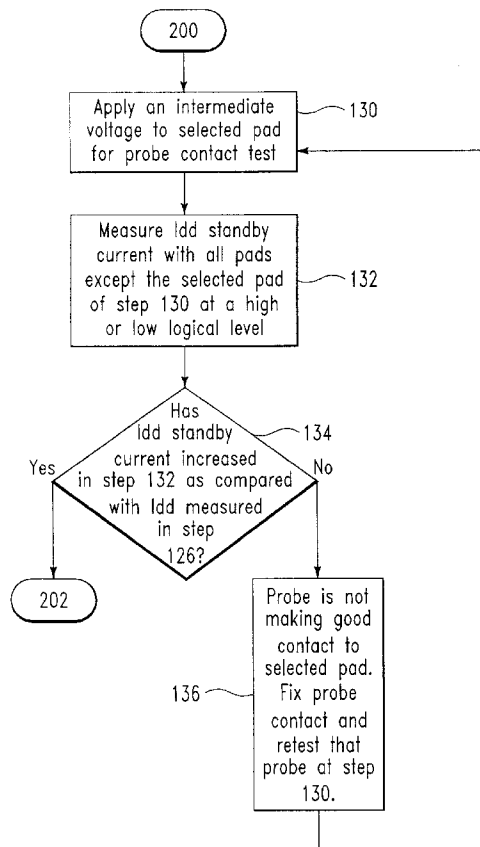 200
Apply an intermediate
voltage to selected pad
for probe contact test
130
Measure Idd standby
current with all pads
except the selected pad
of step 130 at a high
or low logical level
132
Has
Idd standby
current increased
in step 132 as compared
with Idd measured
in step
126?
134
Yes
No
202
Probe is not
making good
contact to
selected pad.
Fix probe
contact and
retest that
probe at step
130.
136